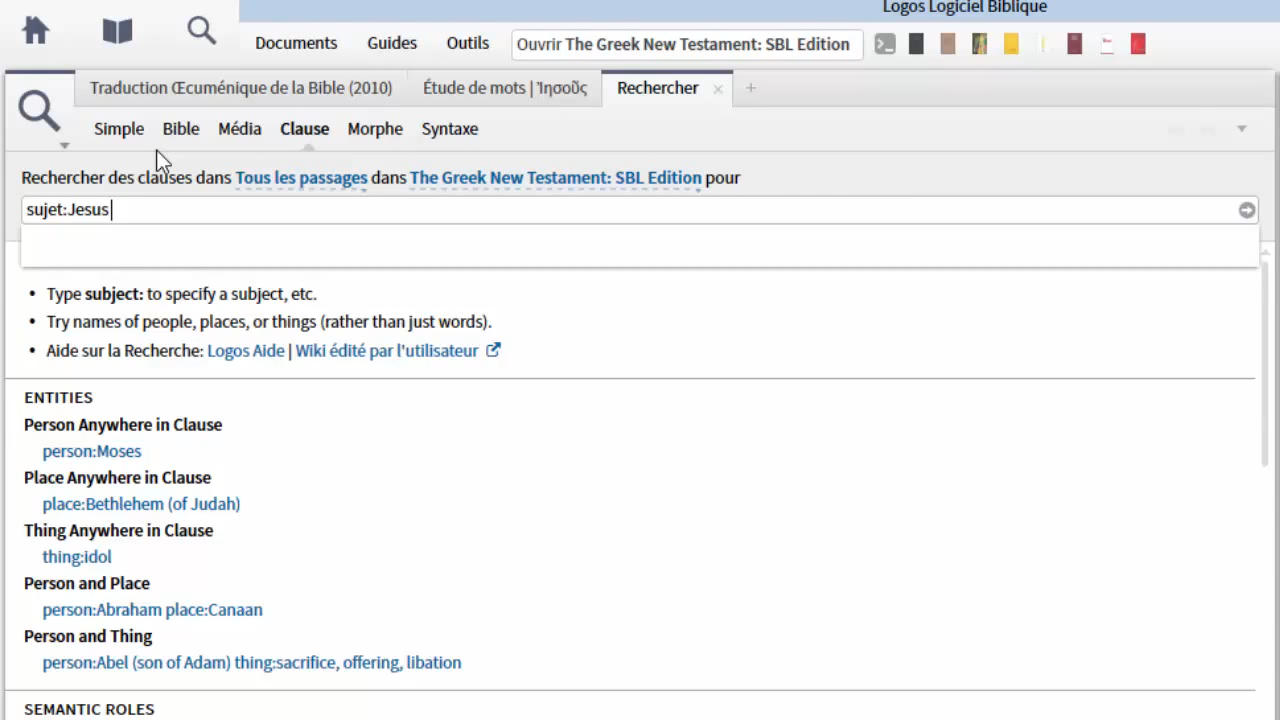 Logos Logiciel Biblique
Documents Guides Outils Ouvrir The Greek New Testament: SBL Edition
Traduction Œcuménique de la Bible (2010) Étude de mots | Ἰησοῦς Rechercher
Simple Bible Média Clause Morphe Syntaxe
Rechercher des clauses dans Tous les passages dans The Greek New Testament: SBL Edition pour
sujet:Jesus
• Type subject: to specify a subject, etc.
• Try names of people, places, or things (rather than just words).
• Aide sur la Recherche: Logos Aide | Wiki édité par l'utilisateur
ENTITIES
Person Anywhere in Clause
person:Moses
Place Anywhere in Clause
place:Bethlehem (of Judah)
Thing Anywhere in Clause
thing:idol
Person and Place
person:Abraham place:Canaan
Person and Thing
person:Abel (son of Adam) thing:sacrifice, offering, libation
SEMANTIC ROLES